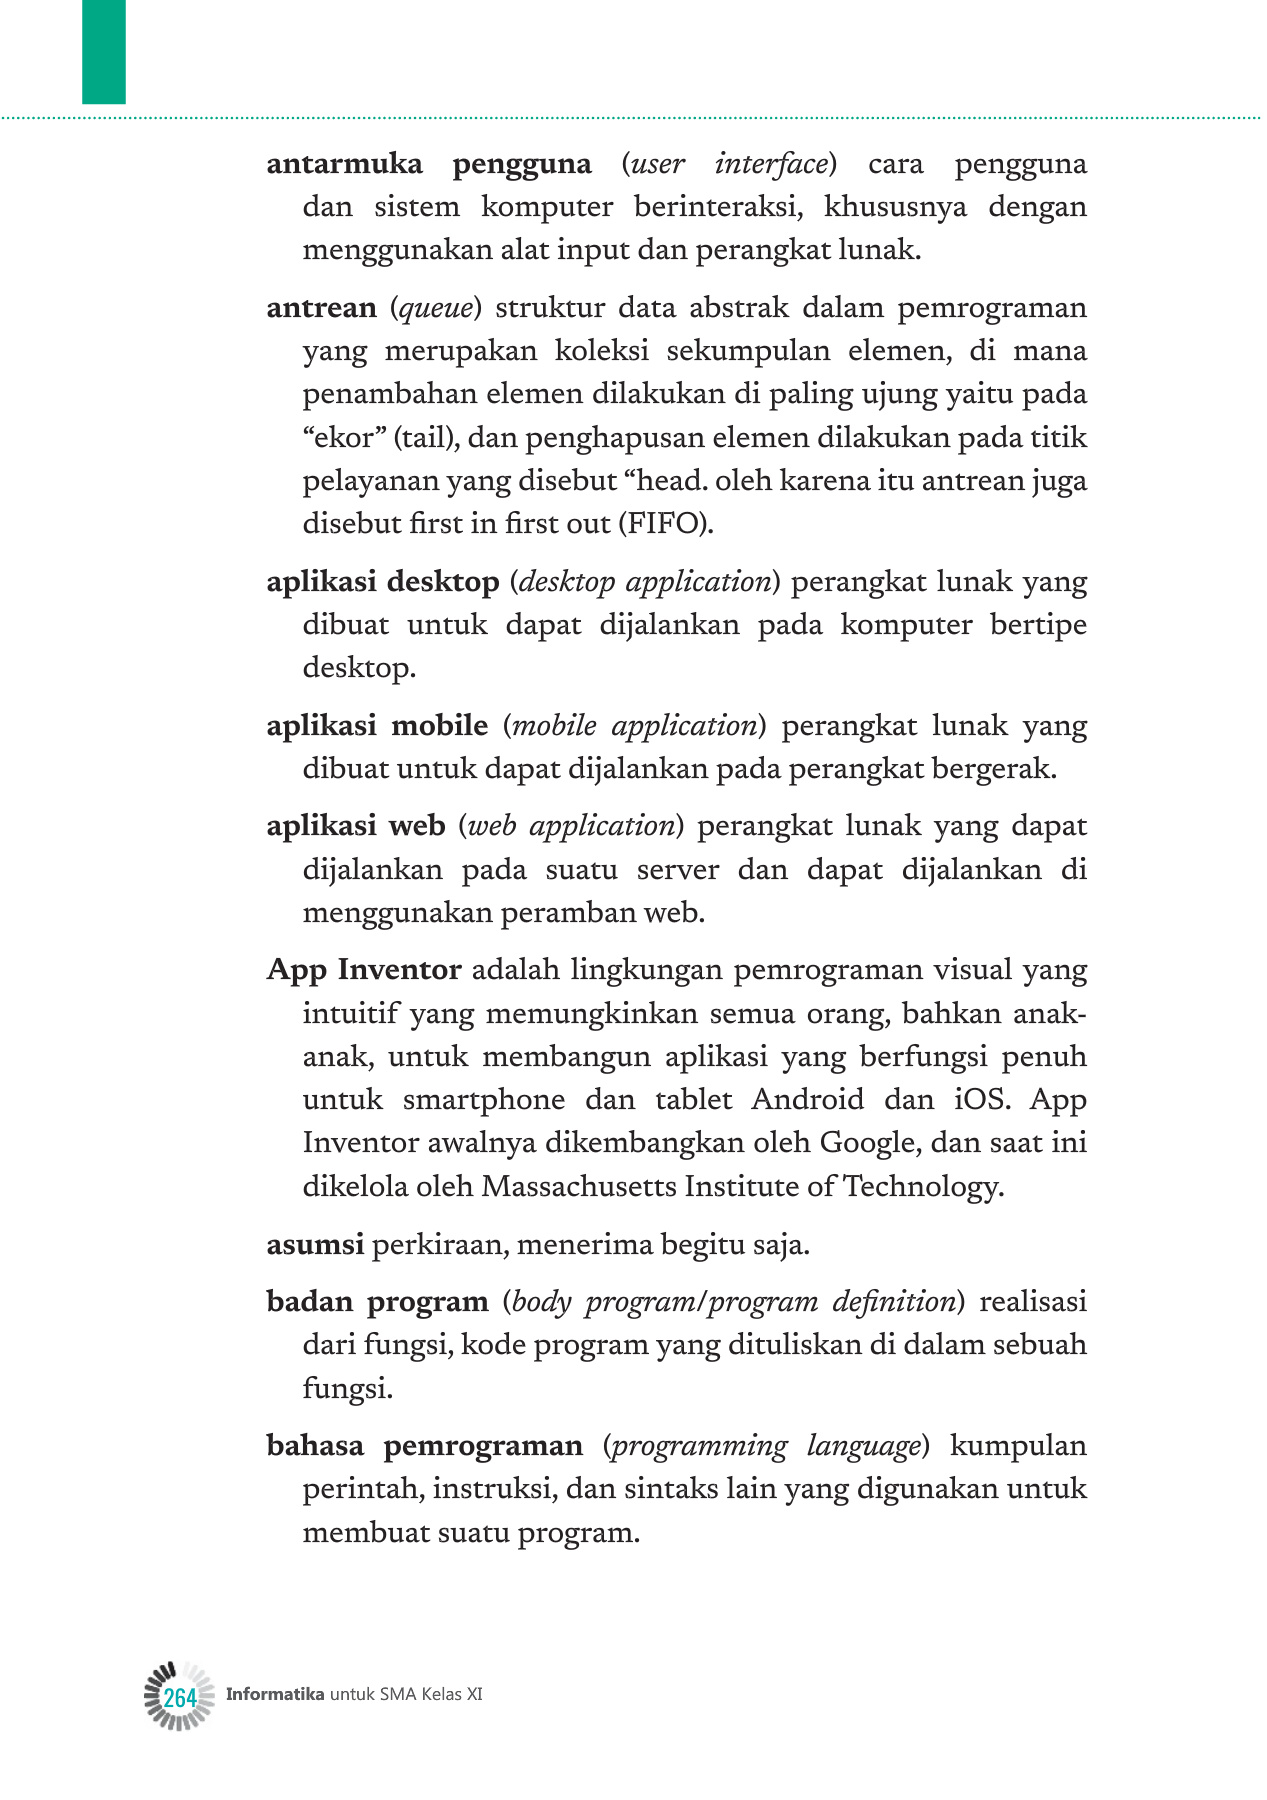 antarmuka pengguna (user interface) cara pengguna
dan sistem komputer berinteraksi, khususnya dengan
menggunakan alat input dan perangkat lunak.
antrean (queue) struktur data abstrak dalam pemrograman
yang merupakan koleksi sekumpulan elemen, di mana
penambahan elemen dilakukan di paling ujung yaitu pada
“ekor” (tail), dan penghapusan elemen dilakukan pada titik
pelayanan yang disebut “head. oleh karena itu antrean juga
disebut first in first out (FIFO).
aplikasi desktop (desktop application) perangkat lunak yang
dibuat untuk dapat dijalankan pada komputer bertipe
desktop.
aplikasi mobile (mobile application) perangkat lunak yang
dibuat untuk dapat dijalankan pada perangkat bergerak.
aplikasi web (web application) perangkat lunak yang dapat
dijalankan pada suatu server dan dapat dijalankan di
menggunakan peramban web.
App Inventor adalah lingkungan pemrograman visual yang
intuitif yang memungkinkan semua orang, bahkan anak-
anak, untuk membangun aplikasi yang berfungsi penuh
untuk smartphone dan tablet Android dan iOS. App
Inventor awalnya dikembangkan oleh Google, dan saat ini
dikelola oleh Massachusetts Institute of Technology.
asumsi perkiraan, menerima begitu saja.
badan program (body program/program definition) realisasi
dari fungsi, kode program yang dituliskan di dalam sebuah
fungsi.
bahasa pemrograman (programming language) kumpulan
perintah, instruksi, dan sintaks lain yang digunakan untuk
membuat suatu program.
264 Informatika untuk SMA Kelas XI